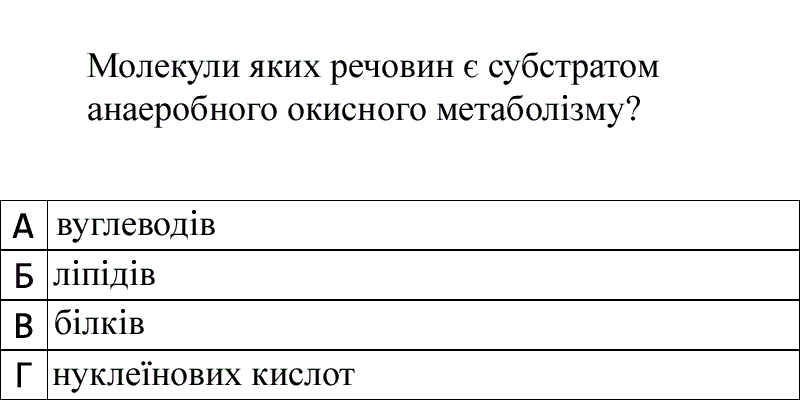 Молекули яких речовин є субстратом
анаеробного окисного метаболізму?
А вуглеводів
Б ліпідів
В білків
Г нуклеїнових кислот